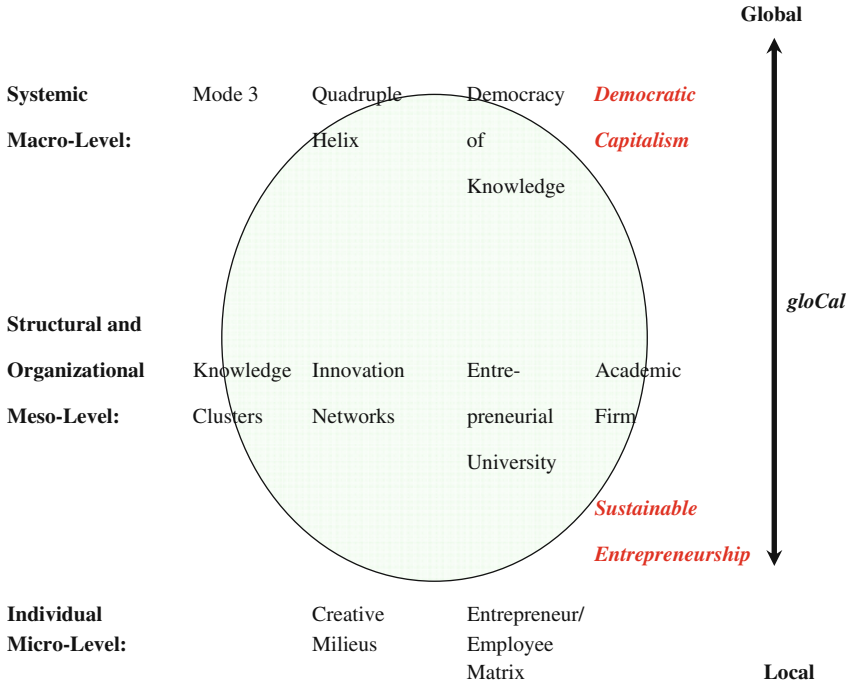 Global
Systemic Mode 3 Quadruple Democracy Democratic
Macro-Level: Helix of Capitalism
Knowledge
gloCal
Structural and
Organizational Knowledge Innovation Entre- Academic
Meso-Level: Clusters Networks preneurial Firm
University
Sustainable
Entrepreneurship
Individual Creative Entrepreneur/
Micro-Level: Milieus Employee
Matrix Local